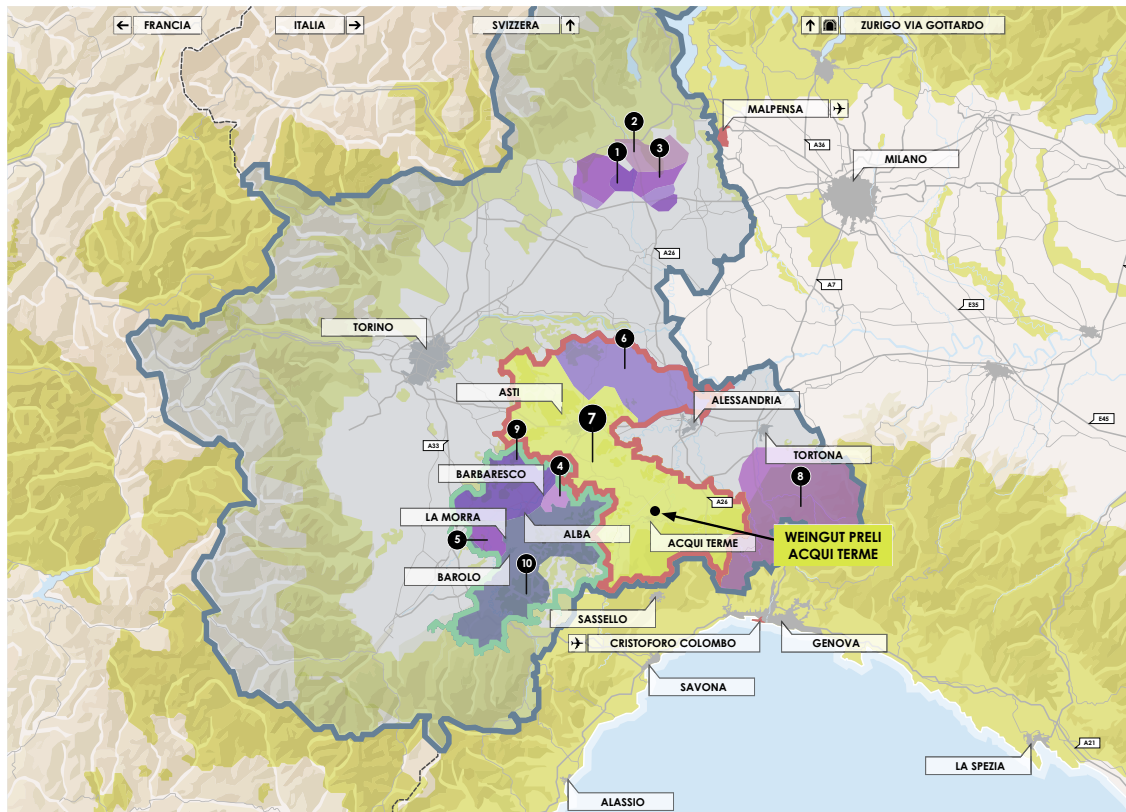 ← FRANCIA
ITALIA →
SVIZZERA ↑
↑ ZURIGO VIA GOTTARDO
MALPENSA
2
A36
1
3
MILANO
A26
A7
E35
TORINO
6
ASTI
ALESSANDRIA
7
E45
9
A33
TORTONA
BARBARESCO
4
8
A26
LA MORRA
ALBA
5
ACQUI TERME
WEINGUT PRELI
ACQUI TERME
BAROLO
10
SASSELLO
CRISTOFORO COLOMBO
GENOVA
SAVONA
A21
LA SPEZIA
ALASSIO